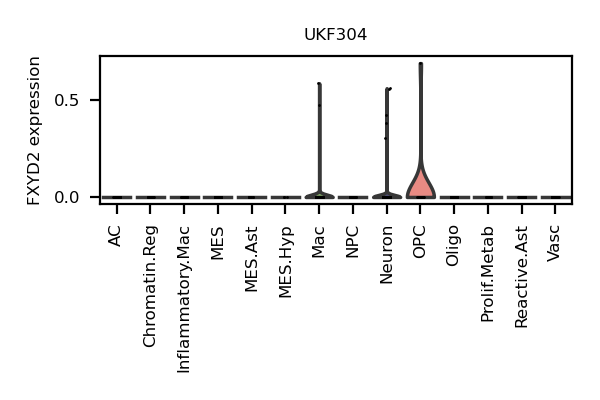 UKF304
FXYD2 expression
0.5
0.0
AC
Chromatin.Reg
Inflammatory.Mac
MES
MES.Ast
MES.Hyp
Mac
NPC
Neuron
OPC
Oligo
Prolif.Metab
Reactive.Ast
Vasc